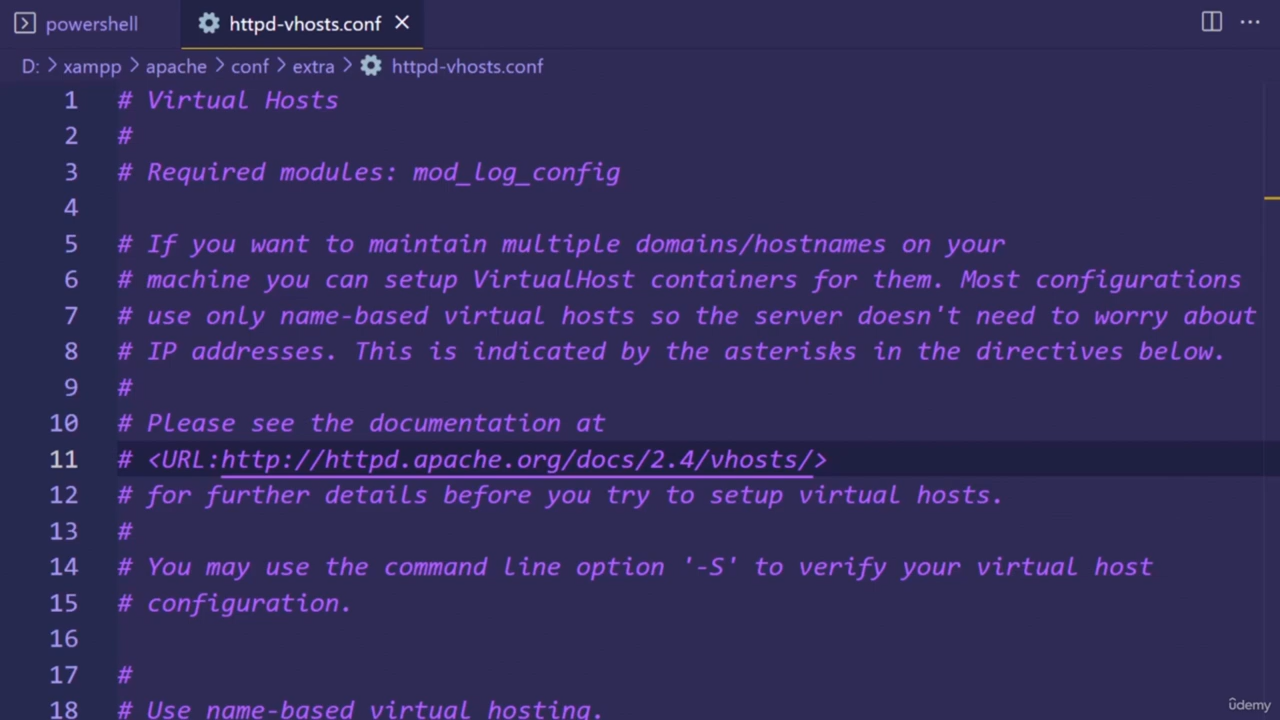 powershell
httpd-vhosts.conf
D: > xampp > apache > conf > extra > httpd-vhosts.conf
1 # Virtual Hosts
2 #
3 # Required modules: mod_log_config
4
5 # If you want to maintain multiple domains/hostnames on your
6 # machine you can setup VirtualHost containers for them. Most configurations
7 # use only name-based virtual hosts so the server doesn't need to worry about
8 # IP addresses. This is indicated by the asterisks in the directives below.
9 #
10 # Please see the documentation at
11 # <URL:http://httpd.apache.org/docs/2.4/vhosts/>
12 # for further details before you try to setup virtual hosts.
13 #
14 # You may use the command line option '-S' to verify your virtual host
15 # configuration.
16
17 #
18 # Use name-based virtual hosting.
udemy